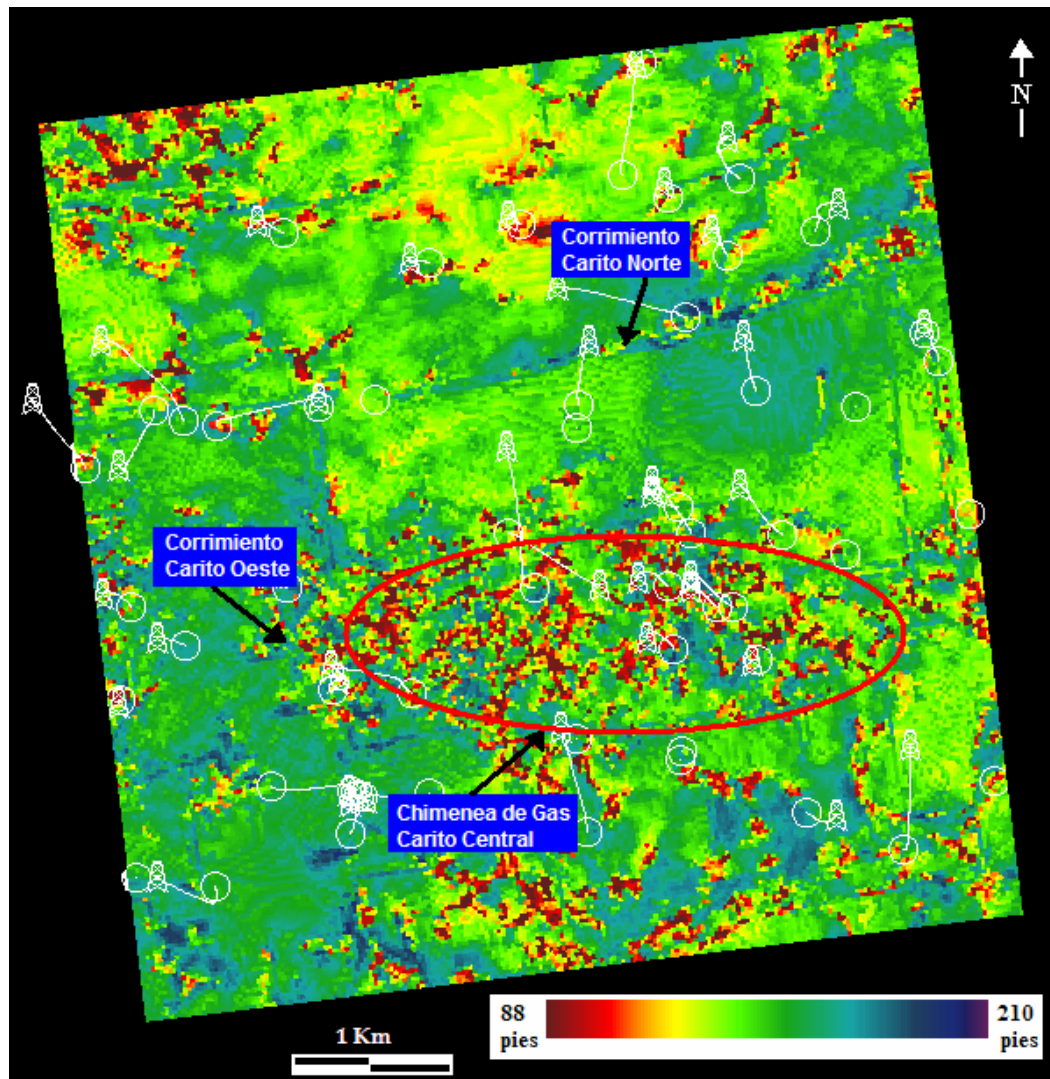 N
Corrimiento
Carito Norte
Corrimiento
Carito Oeste
Chimenea de Gas
Carito Central
1 Km
88
pies
210
pies